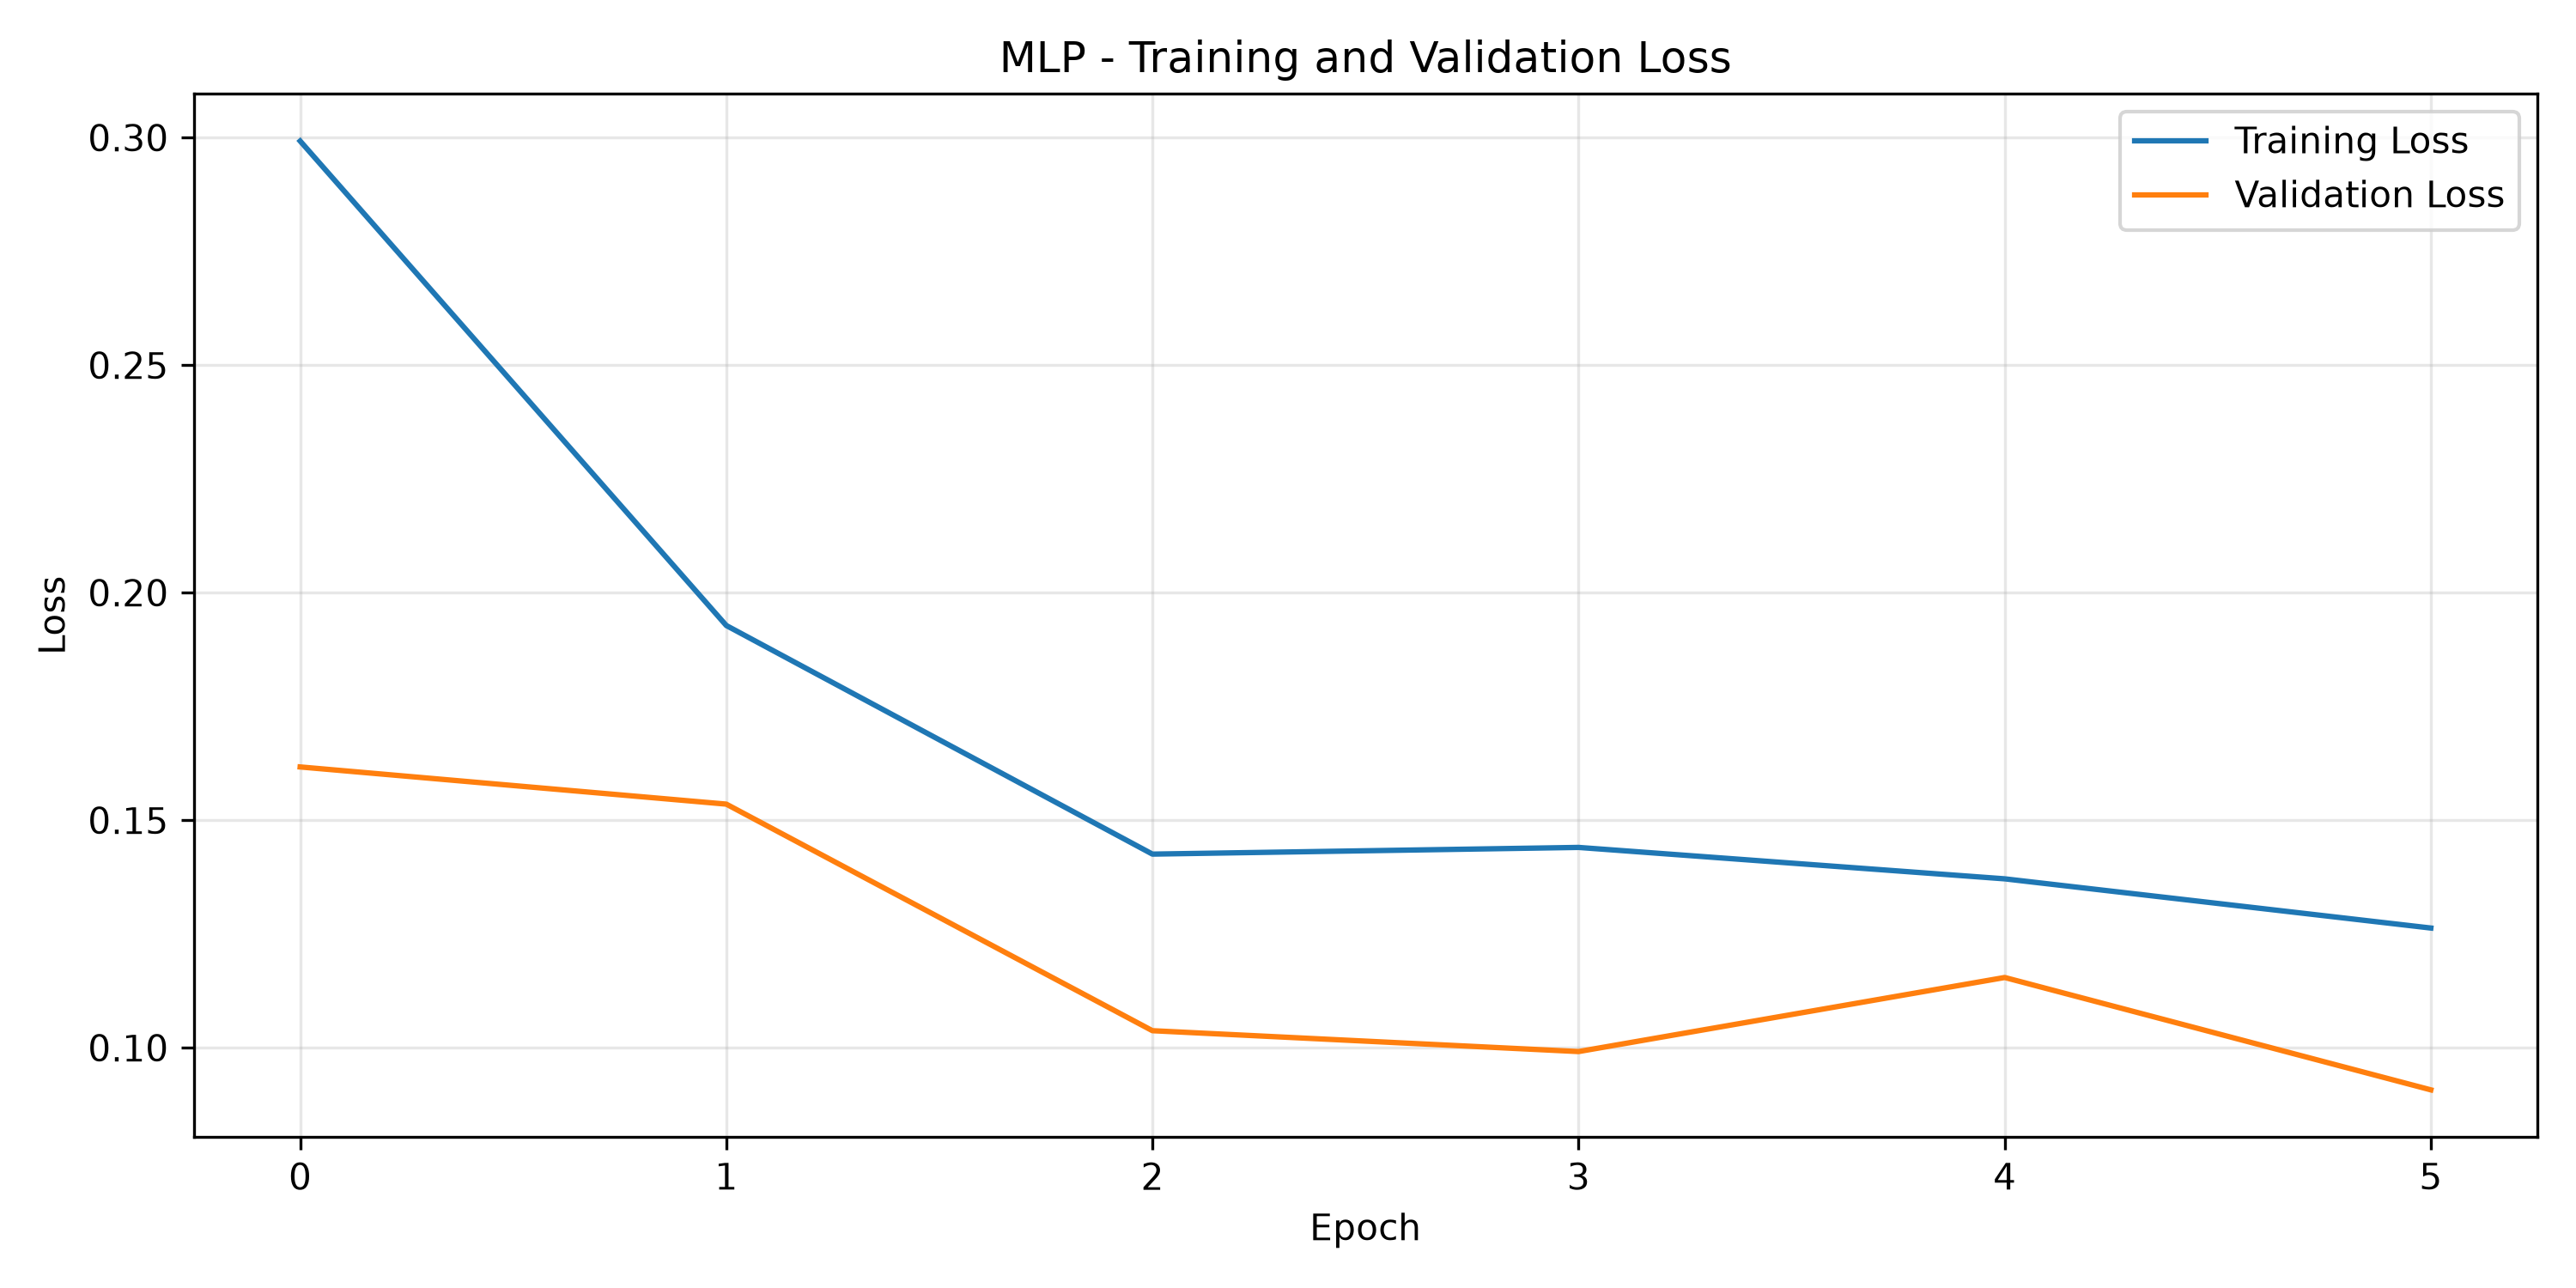 MLP - Training and Validation Loss
Training Loss
Validation Loss
0.30
0.25
0.20
0.15
0.10
Loss
0 1 2 3 4 5
Epoch